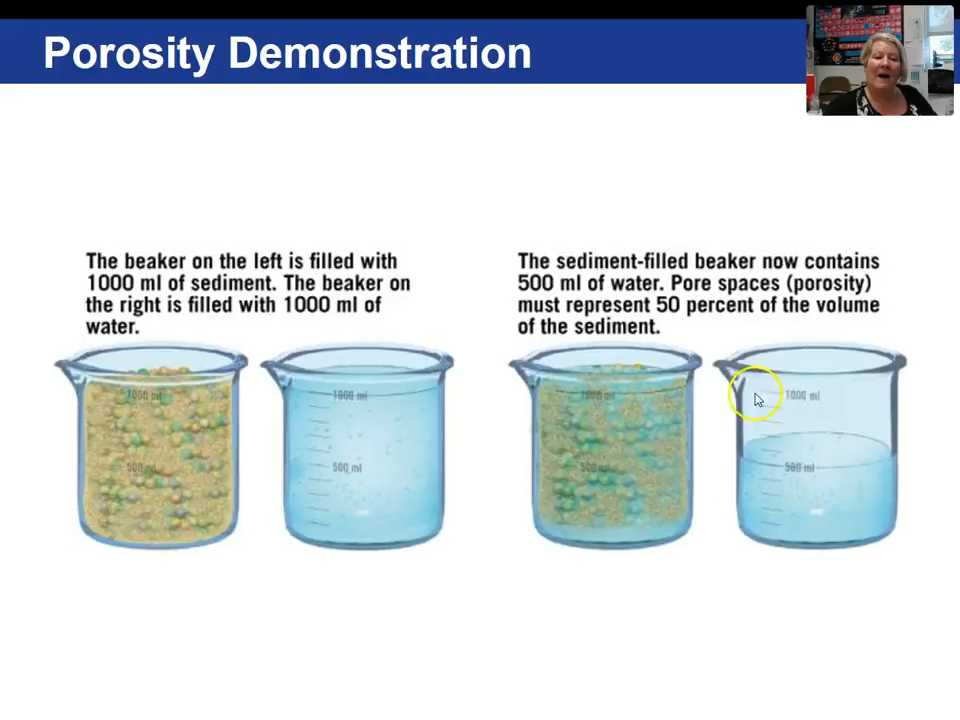 Porosity Demonstration
The beaker on the left is filled with
1000 ml of sediment. The beaker on
the right is filled with 1000 ml of
water.
The sediment-filled beaker now contains
500 ml of water. Pore spaces (porosity)
must represent 50 percent of the volume
of the sediment.
1000 ml
500 ml
1000 ml
500 ml
1000 ml
500 ml
1000 ml
500 ml